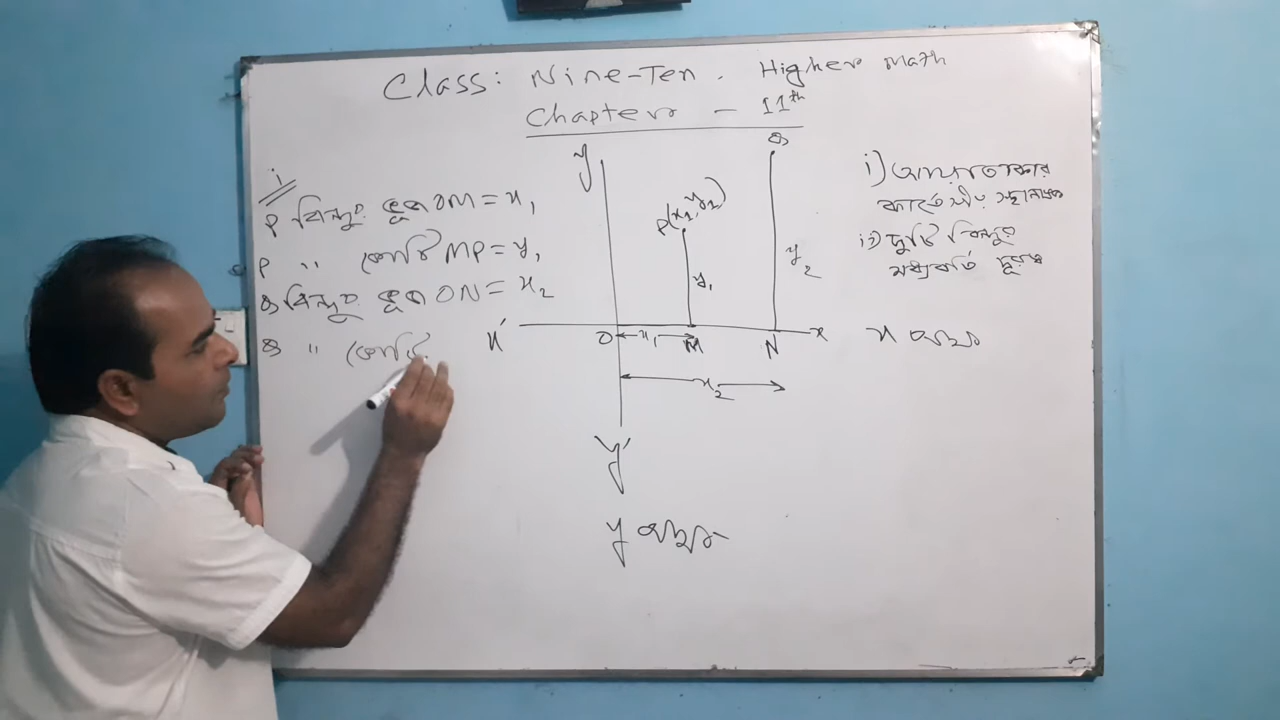 Class: Nine-Ten. Higher Math
Chapter - 11th
i
P বিন্দুর ভূজ OM = x₁
P " কোটি MP = y₁
Q বিন্দুর ভূজ ON = x₂
Q " কোটি
y
P(x₁, y₁)
y₁
Q
y₂
x'
O
x₁
M
N
x
x₂
y'
y অক্ষ
i) আয়তাকার
কার্তেসীয় স্থানাঙ্ক
ii) দুটি বিন্দুর
মধ্যবর্তি দূরত্ব
x অক্ষ